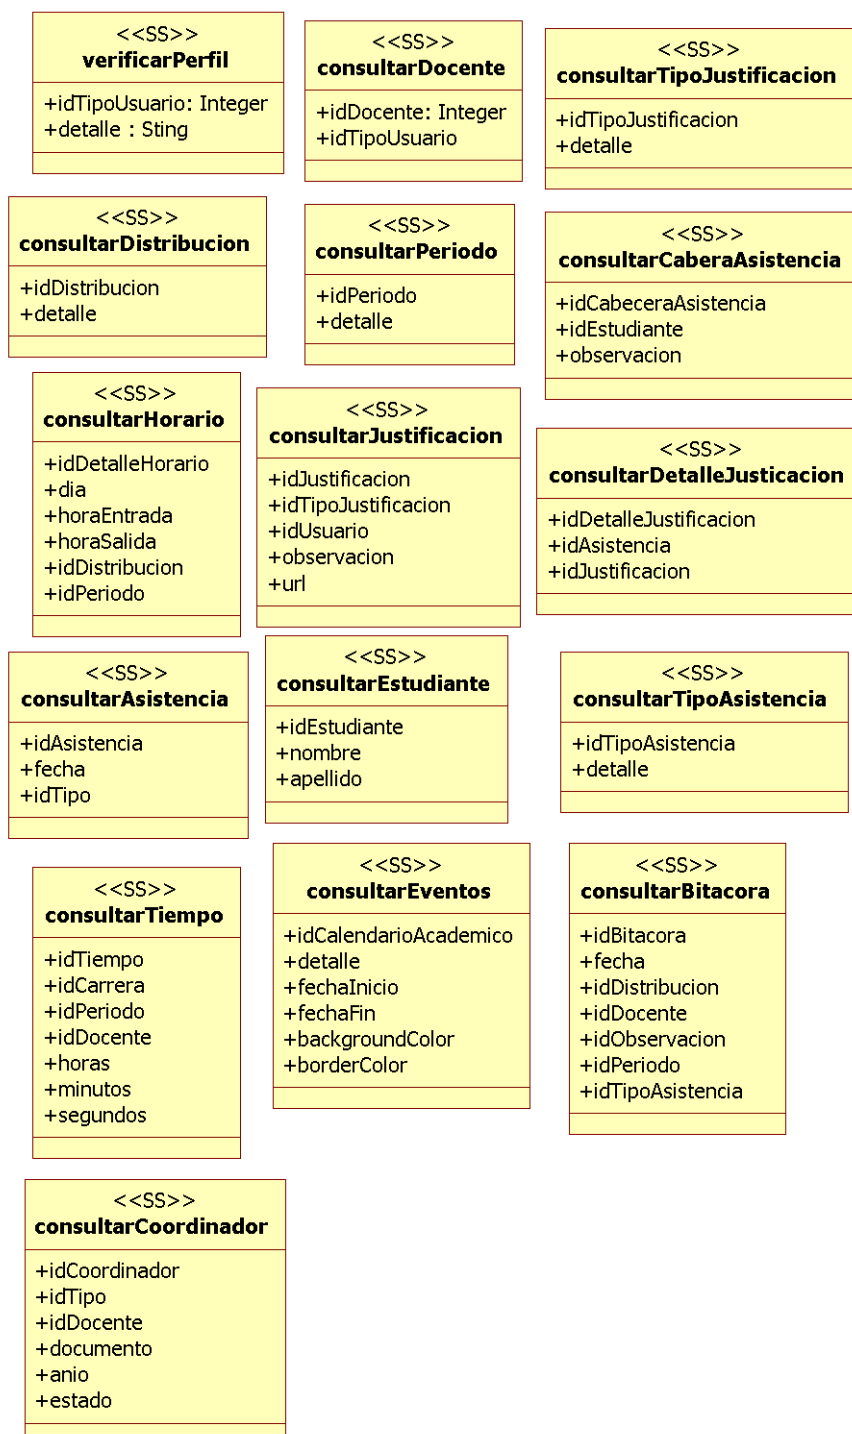 <<SS>>
verificarPerfil
+idTipoUsuario: Integer
+detalle : Sting
<<SS>>
consultarDocente
+idDocente: Integer
+idTipoUsuario
<<SS>>
consultarTipoJustificacion
+idTipoJustificacion
+detalle
<<SS>>
consultarDistribucion
+idDistribucion
+detalle
<<SS>>
consultarPeriodo
+idPeriodo
+detalle
<<SS>>
consultarCaberaAsistencia
+idCabeceraAsistencia
+idEstudiante
+observacion
<<SS>>
consultarHorario
+idDetalleHorario
+dia
+horaEntrada
+horaSalida
+idDistribucion
+idPeriodo
<<SS>>
consultarJustificacion
+idJustificacion
+idTipoJustificacion
+idUsuario
+observacion
+url
<<SS>>
consultarDetalleJusticacion
+idDetalleJustificacion
+idAsistencia
+idJustificacion
<<SS>>
consultarAsistencia
+idAsistencia
+fecha
+idTipo
<<SS>>
consultarEstudiante
+idEstudiante
+nombre
+apellido
<<SS>>
consultarTipoAsistencia
+idTipoAsistencia
+detalle
<<SS>>
consultarTiempo
+idTiempo
+idCarrera
+idPeriodo
+idDocente
+horas
+minutos
+segundos
<<SS>>
consultarEventos
+idCalendarioAcademico
+detalle
+fechaInicio
+fechaFin
+backgroundColor
+borderColor
<<SS>>
consultarBitacora
+idBitacora
+fecha
+idDistribucion
+idDocente
+idObservacion
+idPeriodo
+idTipoAsistencia
<<SS>>
consultarCoordinador
+idCoordinador
+idTipo
+idDocente
+documento
+anio
+estado